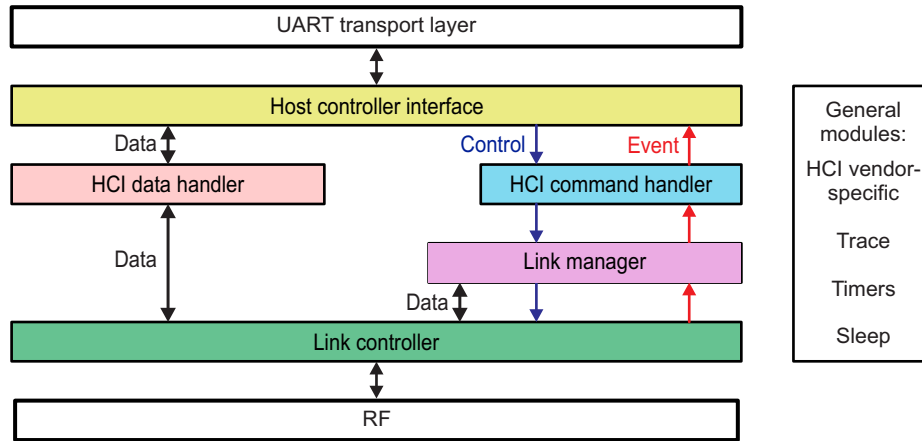 UART transport layer
Host controller interface
Data
Control
Event
HCI data handler
HCI command handler
Data
Link manager
Data
Link controller
RF
General
modules:
HCI vendor-
specific
Trace
Timers
Sleep